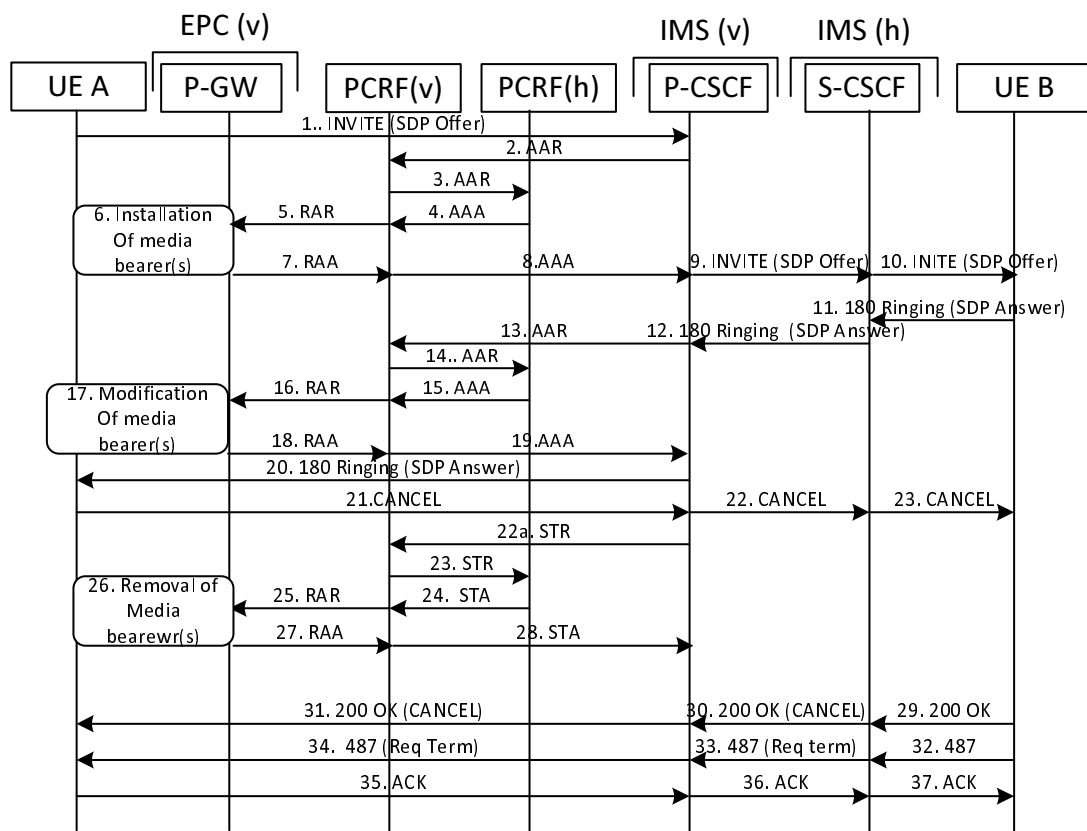 EPC (v)
IMS (v)
IMS (h)
UE A
P-GW
PCRF(v)
PCRF(h)
P-CSCF
S-CSCF
UE B
1.. INVITE (SDP Offer)
2. AAR
3. AAR
4. AAA
5. RAR
6. Installation
Of media
bearer(s)
7. RAA
8.AAA
9. INVITE (SDP Offer)
10. INITE (SDP Offer)
11. 180 Ringing (SDP Answer)
12. 180 Ringing (SDP Answer)
13. AAR
14.. AAR
15. AAA
16. RAR
17. Modification
Of media
bearer(s)
18. RAA
19.AAA
20. 180 Ringing (SDP Answer)
21.CANCEL
22. CANCEL
23. CANCEL
22a. STR
23. STR
24. STA
25. RAR
26. Removal of
Media
bearewr(s)
27. RAA
28. STA
31. 200 OK (CANCEL)
30. 200 OK (CANCEL)
29. 200 OK
34. 487 (Req Term)
33. 487 (Req term)
32. 487
35. ACK
36. ACK
37. ACK